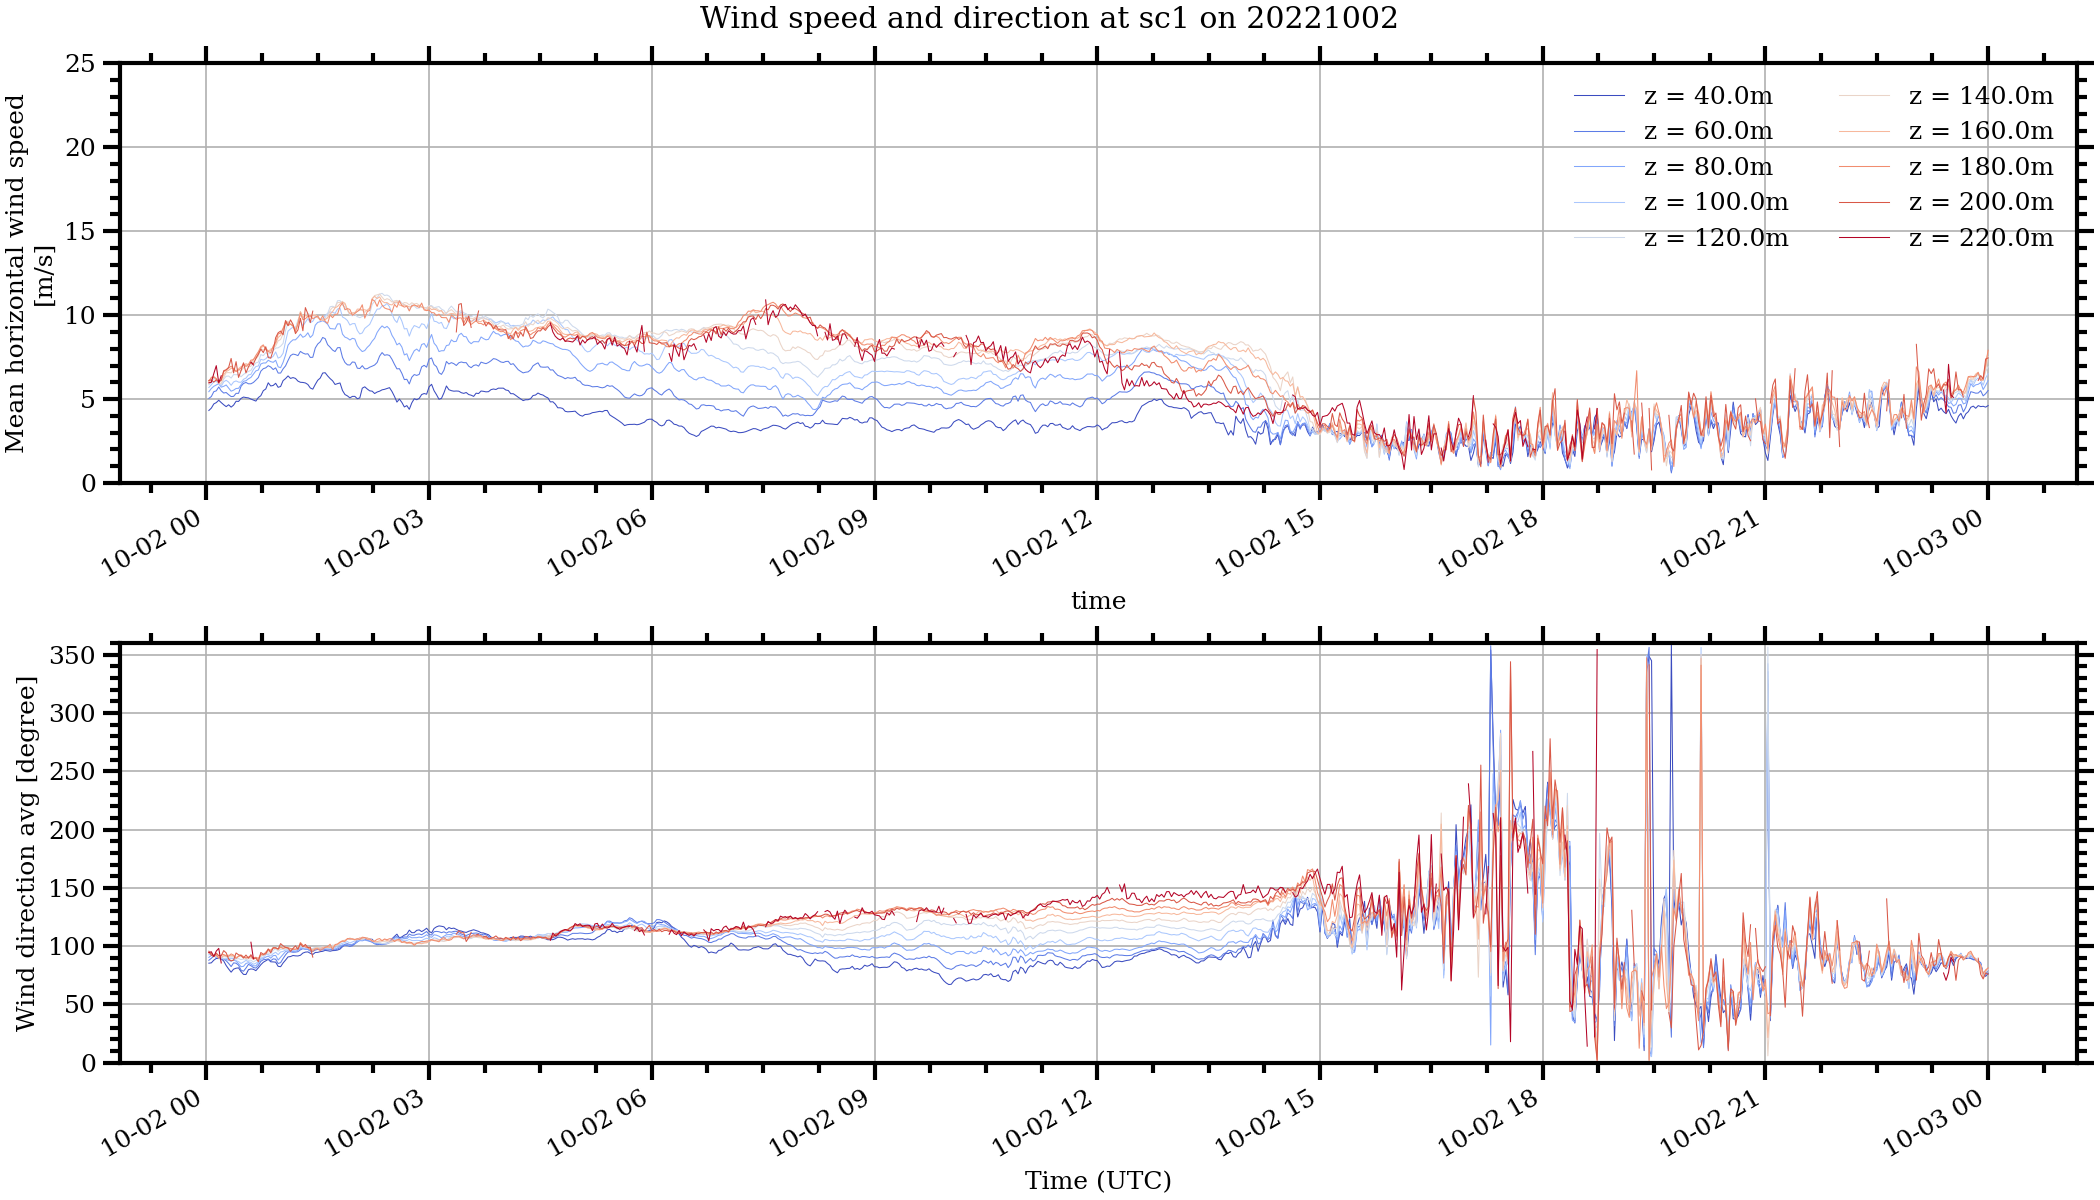 Wind speed and direction at sc1 on 20221002
Mean horizontal wind speed
[m/s]
25
20
15
10
5
0
z = 40.0m
z = 60.0m
z = 80.0m
z = 100.0m
z = 120.0m
z = 140.0m
z = 160.0m
z = 180.0m
z = 200.0m
z = 220.0m
10-02 00
10-02 03
10-02 06
10-02 09
10-02 12
10-02 15
10-02 18
10-02 21
10-03 00
time
Wind direction avg [degree]
350
300
250
200
150
100
50
0
10-02 00
10-02 03
10-02 06
10-02 09
10-02 12
10-02 15
10-02 18
10-02 21
10-03 00
Time (UTC)